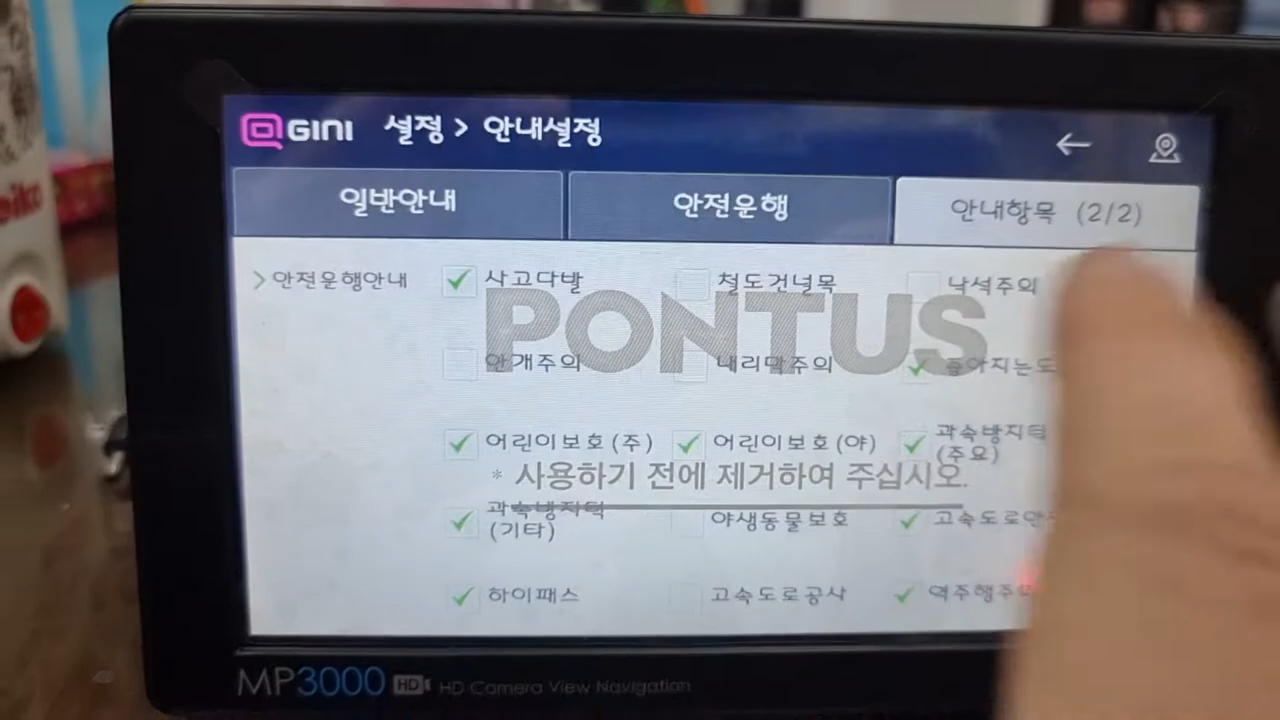 GINI 설정 > 안내설정
일반안내 안전운행 안내항목 (2/2)
안전운행안내 사고다발 철도건널목 낙석주의
PONTUS
안개주의 내리막주의
어린이보호(주) 어린이보호(야) 과속방지턱
(주요)
* 사용하기 전에 제거하여 주십시오.
과속방지턱
(기타) 야생동물보호
하이패스 고속도로공사
MP3000 HD HD Camera View Navigation